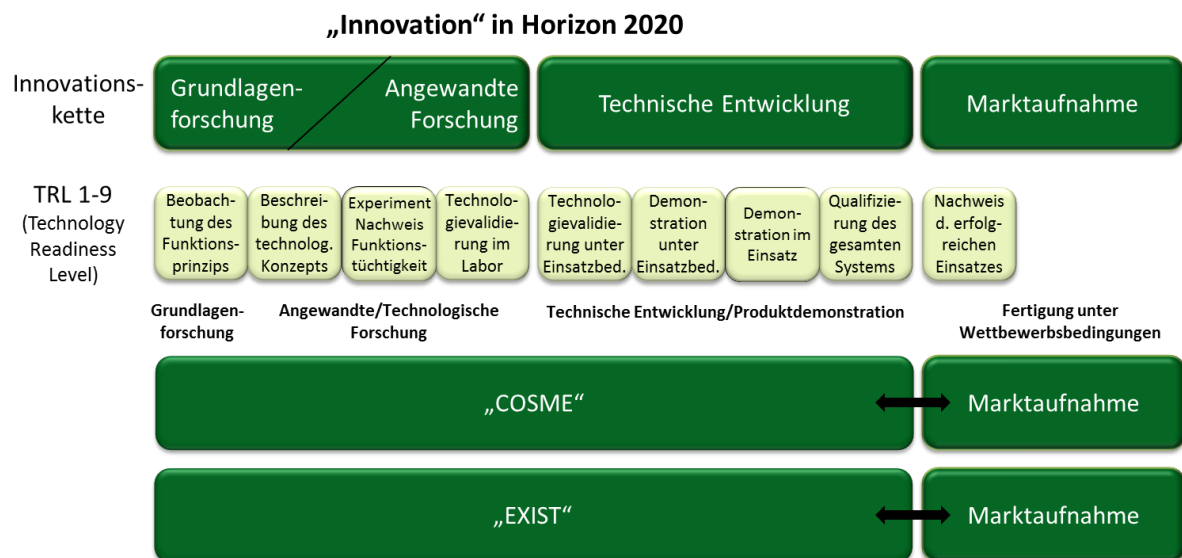 „Innovation“ in Horizon 2020
Innovations-
kette
Grundlagen-
forschung
Angewandte
Forschung
Technische Entwicklung
Marktaufnahme
TRL 1-9
(Technology
Readiness
Level)
Beobach-
tung des
Funktions-
prinzips
Beschrei-
bung des
technolog.
Konzepts
Experiment
Nachweis
Funktions-
tüchtigkeit
Technolo-
gievalidie-
rung im
Labor
Technolo-
gievalidie-
rung unter
Einsatzbed.
Demon-
stration
unter
Einsatzbed.
Demon-
stration im
Einsatz
Qualifizie-
rung des
gesamten
Systems
Nachweis
d. erfolg-
reichen
Einsatzes
Grundlagen-
forschung
Angewandte/Technologische
Forschung
Technische Entwicklung/Produktdemonstration
Fertigung unter
Wettbewerbsbedingungen
„COSME“
Marktaufnahme
„EXIST“
Marktaufnahme